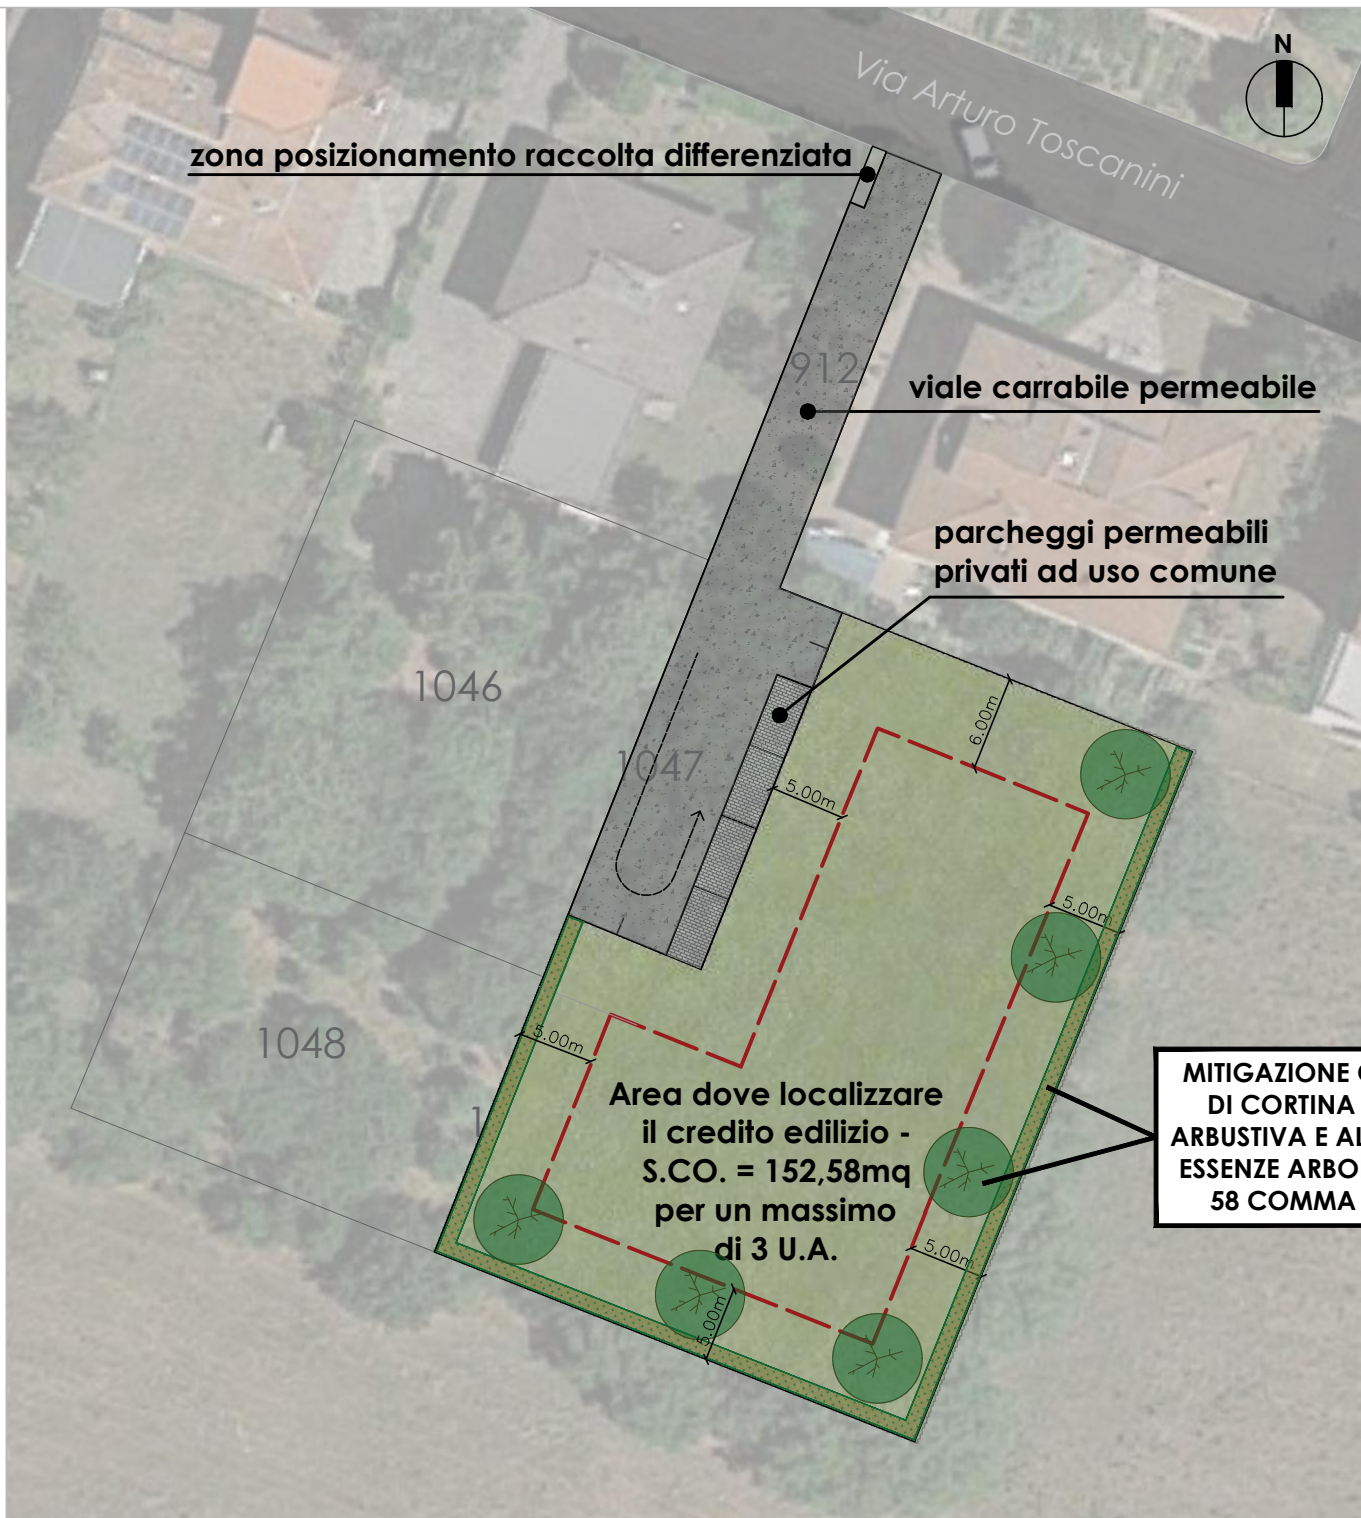 N
Via Arturo Toscanini
zona posizionamento raccolta differenziata
912
viale carrabile permeabile
parcheggi permeabili
privati ad uso comune
1046
6.00m
1047
5.00m
5.00m
5.00m
1048
Area dove localizzare
il credito edilizio -
S.CO. = 152,58mq
per un massimo
di 3 U.A.
MITIGAZIONE
DI CORTINA
ARBUSTIVA E
ESSENZE
58 COMMA
5.00m
5.00m